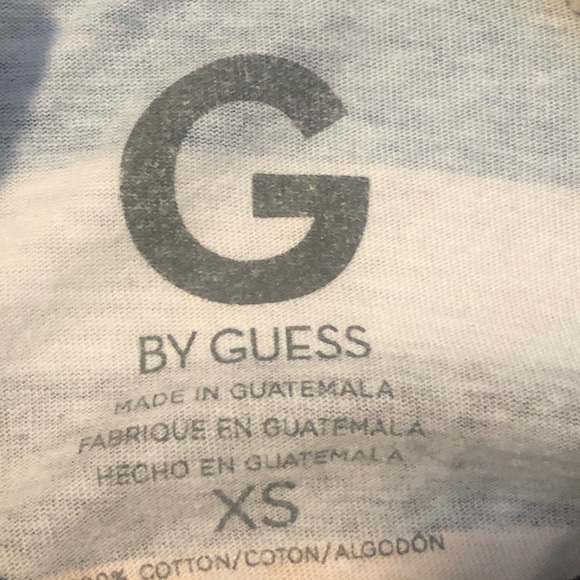 G
BY GUESS
MADE IN GUATEMALA
FABRIQUE EN GUATEMALA
HECHO EN GUATEMALA
XS
% COTTON/COTON/ALGODÓN